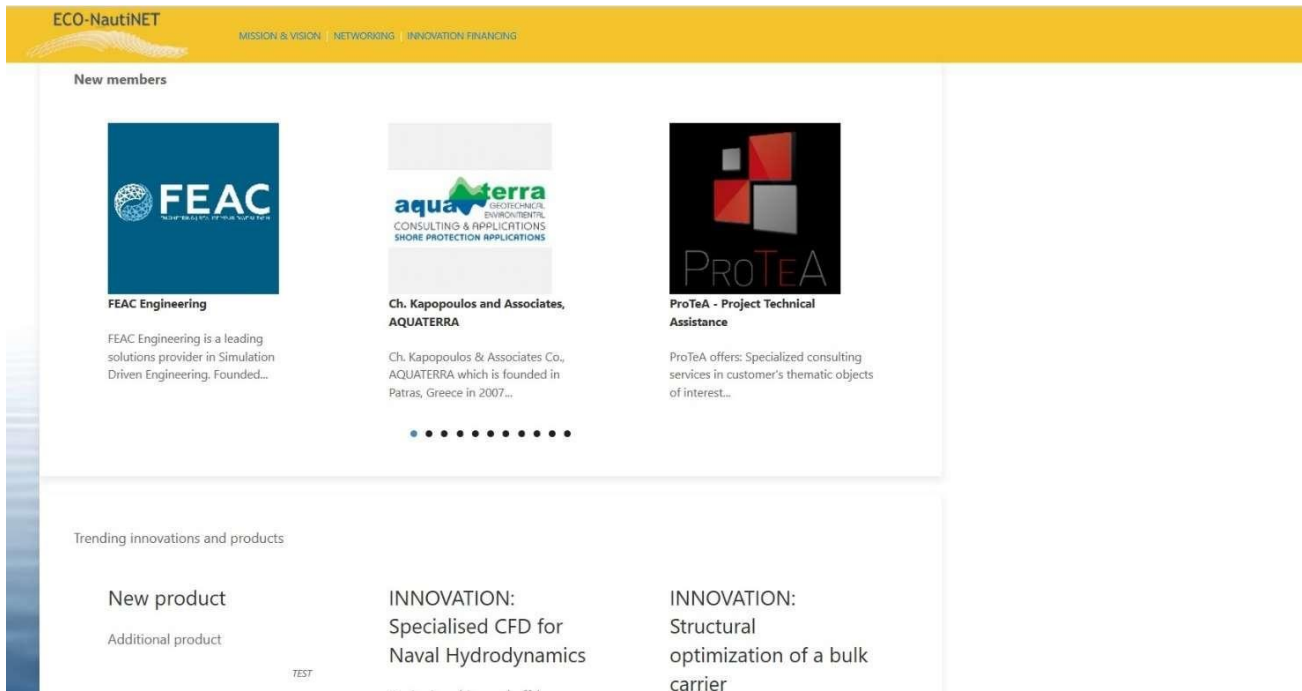 ECO-NautiNET
MISSION & VISION | NETWORKING | INNOVATION FINANCING
New members
FEAC
aqua terra
GEOTECHNICAL
ENVIRONMENTAL
CONSULTING & APPLICATIONS
SHORE PROTECTION APPLICATIONS
PROTEA
FEAC Engineering
FEAC Engineering is a leading
solutions provider in Simulation
Driven Engineering. Founded...
Ch. Kapopoulos and Associates,
AQUATERRA
Ch. Kapopoulos & Associates Co.,
AQUATERRA which is founded in
Patras, Greece in 2007...
ProTeA - Project Technical
Assistance
ProTeA offers: Specialized consulting
services in customer's thematic objects
of interest...
Trending innovations and products
New product
Additional product
TEST
INNOVATION:
Specialised CFD for
Naval Hydrodynamics
INNOVATION:
Structural
optimization of a bulk
carrier